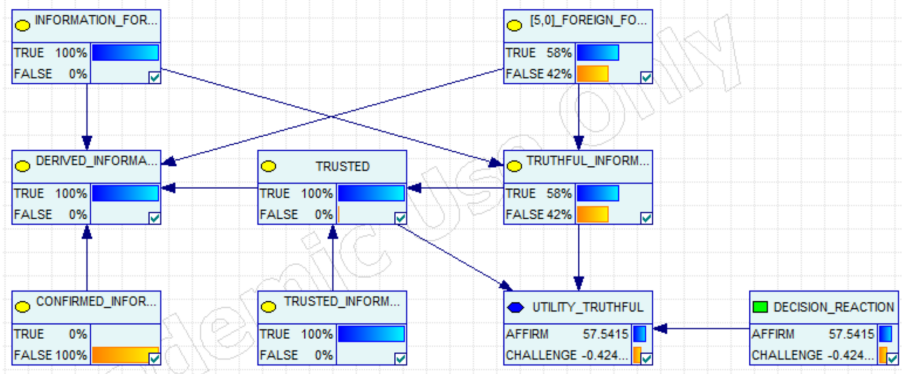 INFORMATION_FOR...
TRUE 100%
FALSE 0%
[5,0]_FOREIGN_FO...
TRUE 58%
FALSE 42%
DERIVED_INFORMA...
TRUE 100%
FALSE 0%
TRUSTED
TRUE 100%
FALSE 0%
TRUTHFUL_INFORM...
TRUE 58%
FALSE 42%
CONFIRMED_INFOR...
TRUE 0%
FALSE 100%
TRUSTED_INFORM...
TRUE 100%
FALSE 0%
UTILITY_TRUTHFUL
AFFIRM 57.5415
CHALLENGE -0.424...
DECISION_REACTION
AFFIRM 57.5415
CHALLENGE -0.424...
demic Use Only